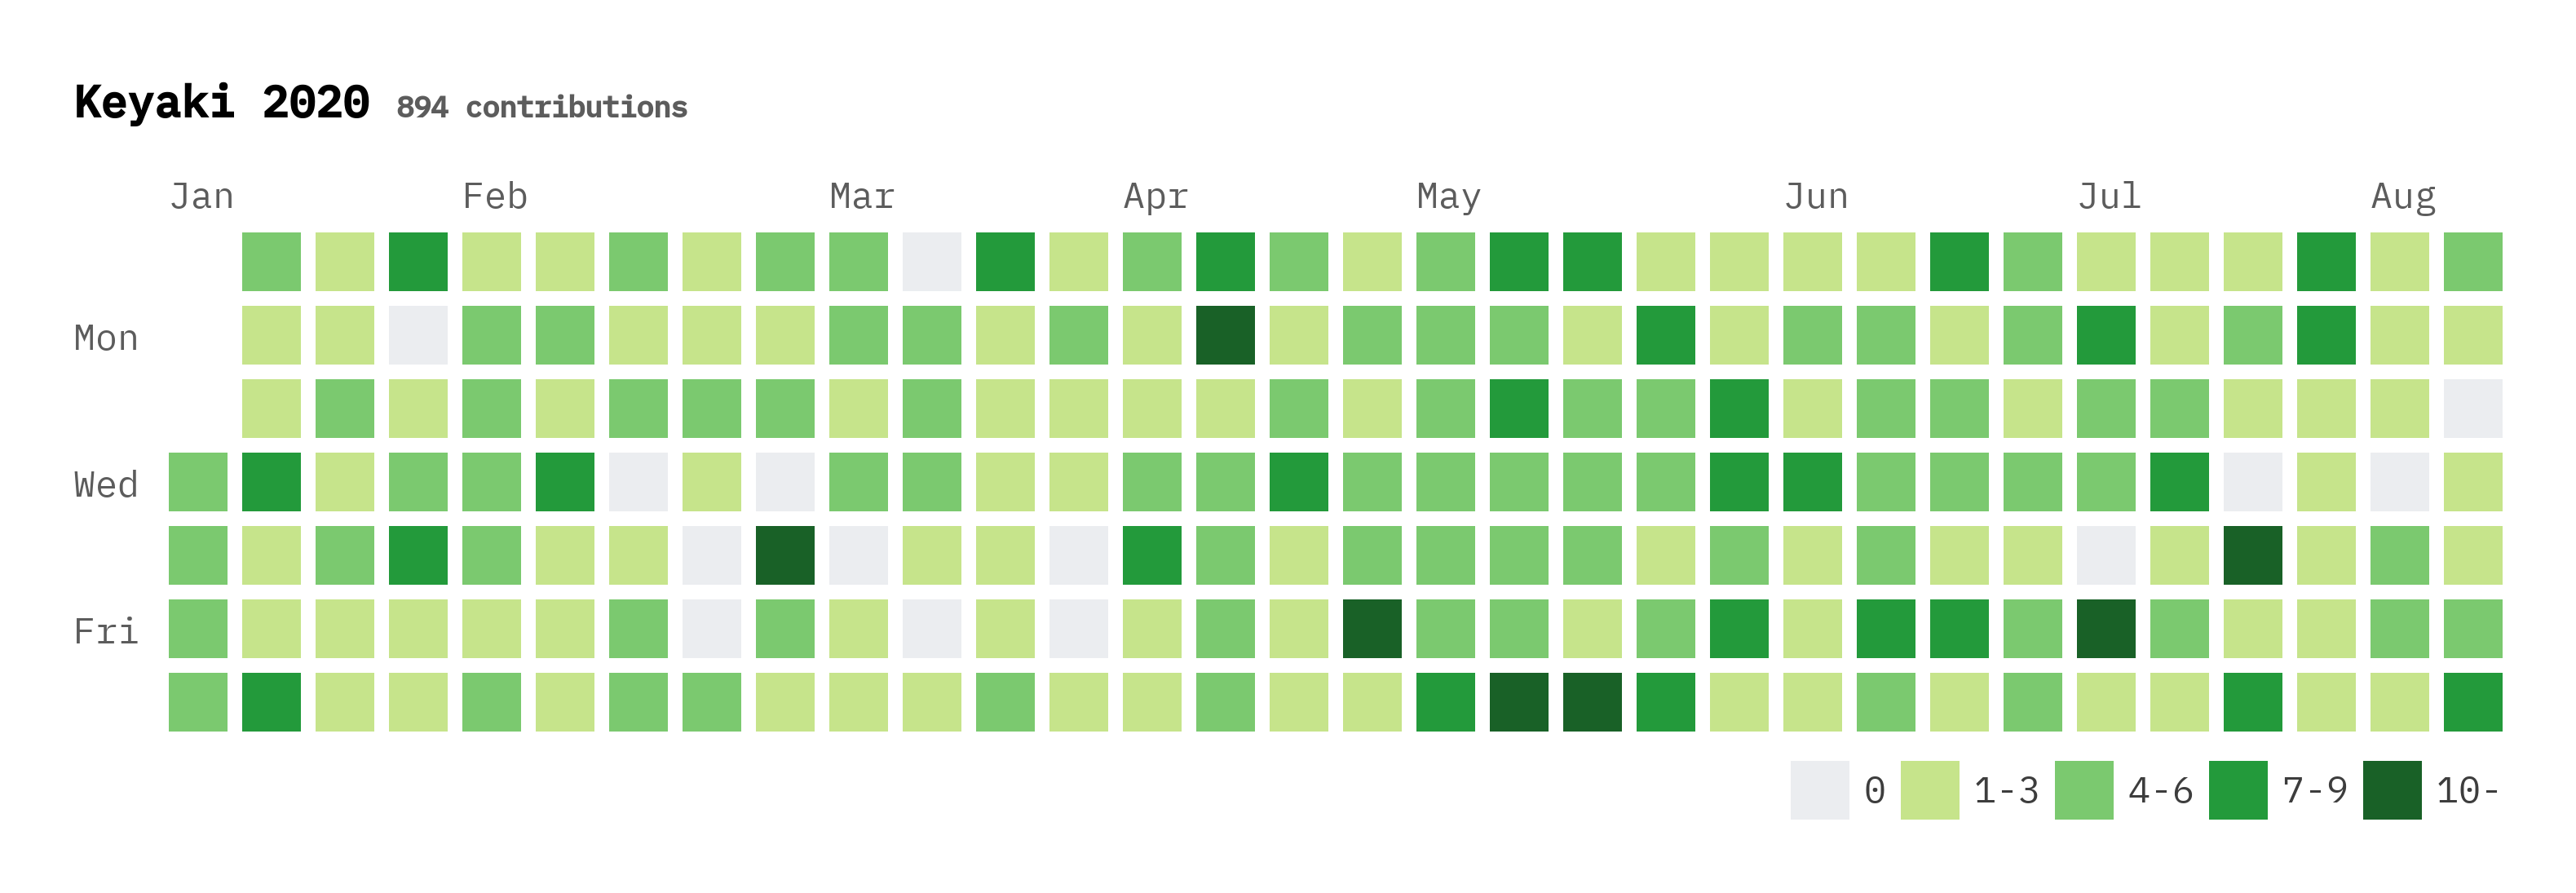 Keyaki 2020 894 contributions
Jan Feb Mar Apr May Jun Jul Aug
Mon
Wed
Fri
0 1-3 4-6 7-9 10-